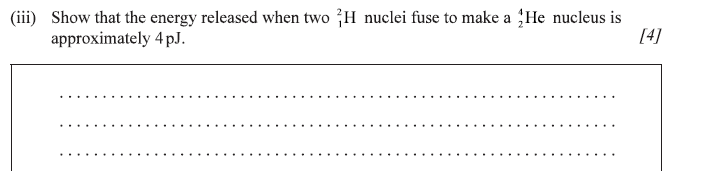 (iii) Show that the energy released when two ²₁H nuclei fuse to make a ⁴₂He nucleus is
approximately 4 pJ. [4]